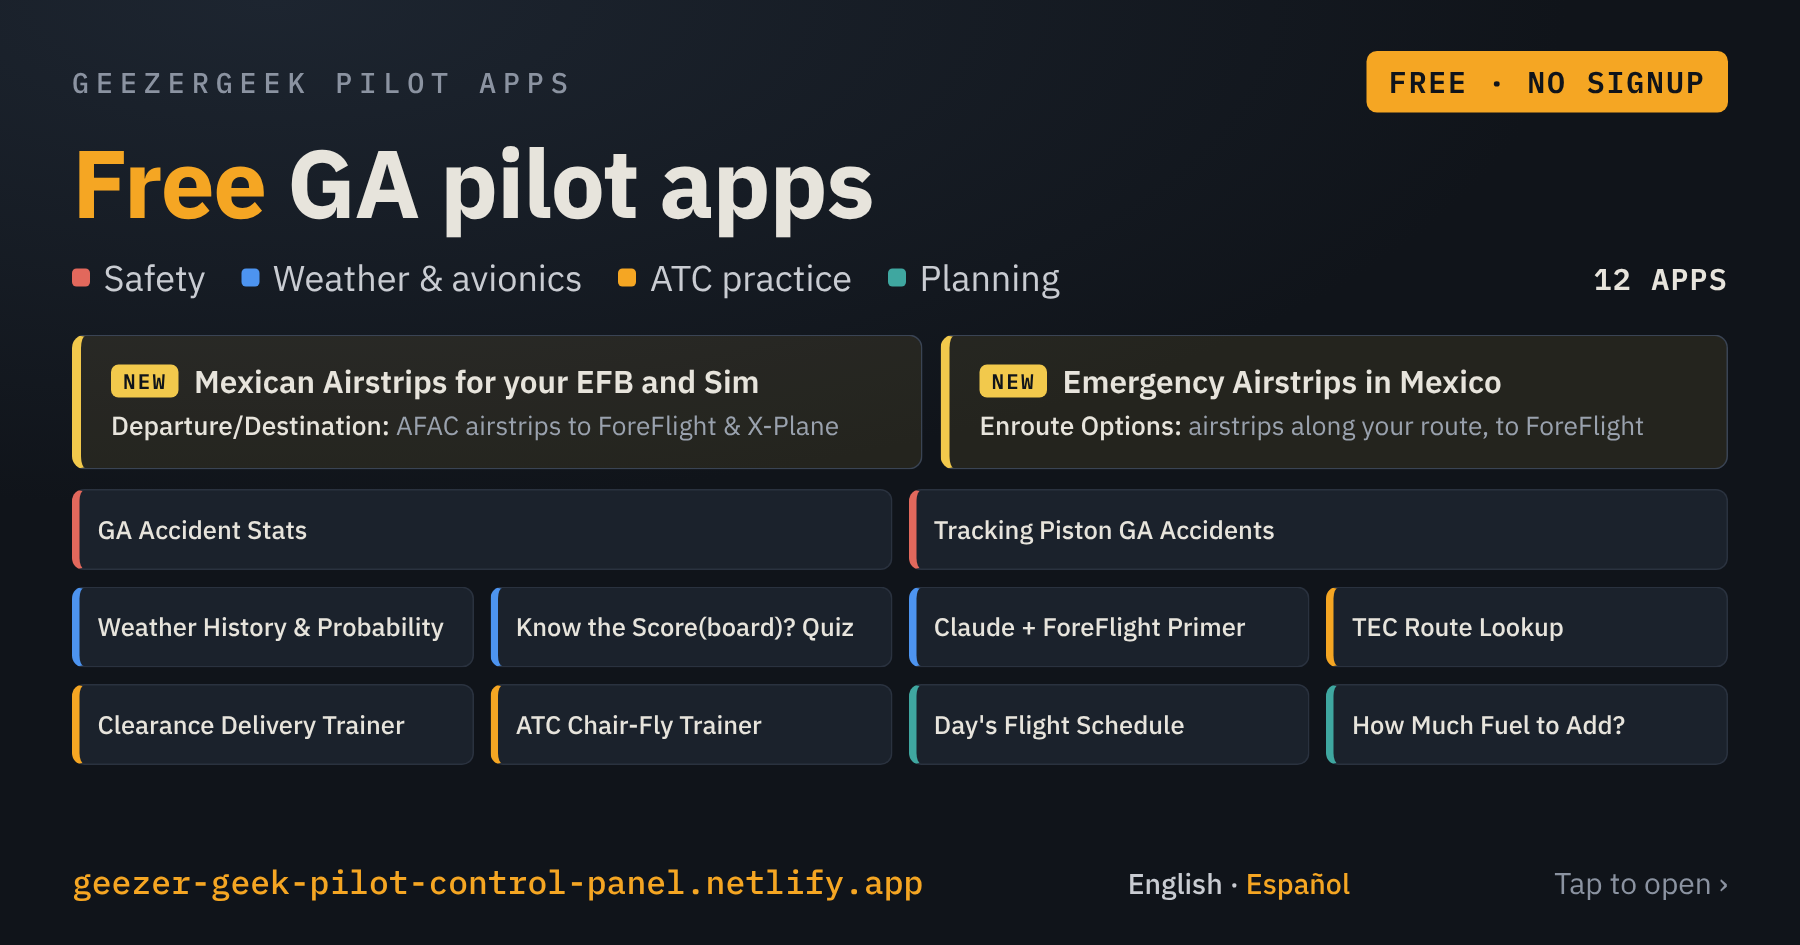 GEEZERGEEK PILOT APPS
FREE · NO SIGNUP
Free GA pilot apps
Safety
Weather & avionics
ATC practice
Planning
12 APPS
NEW Mexican Airstrips for your EFB and Sim
Departure/Destination: AFAC airstrips to ForeFlight & X-Plane
NEW Emergency Airstrips in Mexico
Enroute Options: airstrips along your route, to ForeFlight
GA Accident Stats
Tracking Piston GA Accidents
Weather History & Probability
Know the Score(board)? Quiz
Claude + ForeFlight Primer
TEC Route Lookup
Clearance Delivery Trainer
ATC Chair-Fly Trainer
Day's Flight Schedule
How Much Fuel to Add?
geezer-geek-pilot-control-panel.netlify.app
English · Español
Tap to open ›